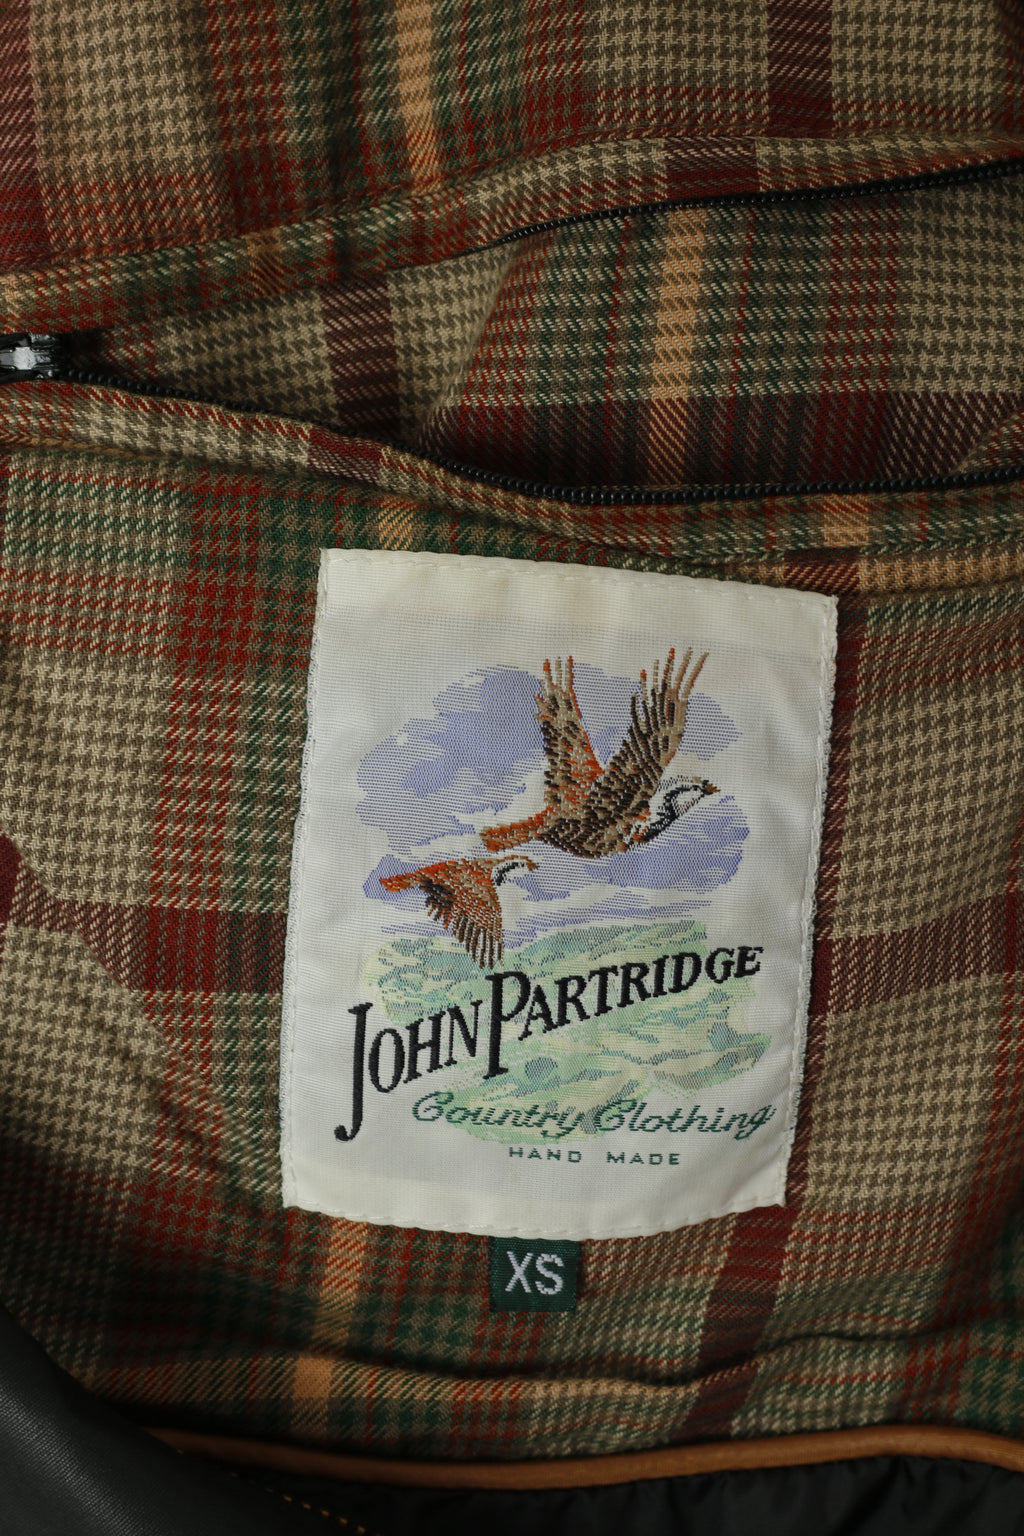 JOHN PARTRIDGE
Country Clothing
HAND MADE
XS